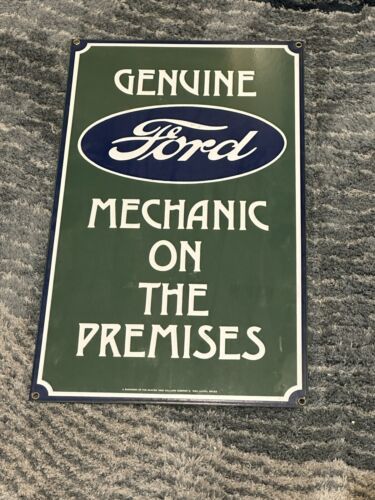 GENUINE
Ford
MECHANIC
ON
THE
PREMISES